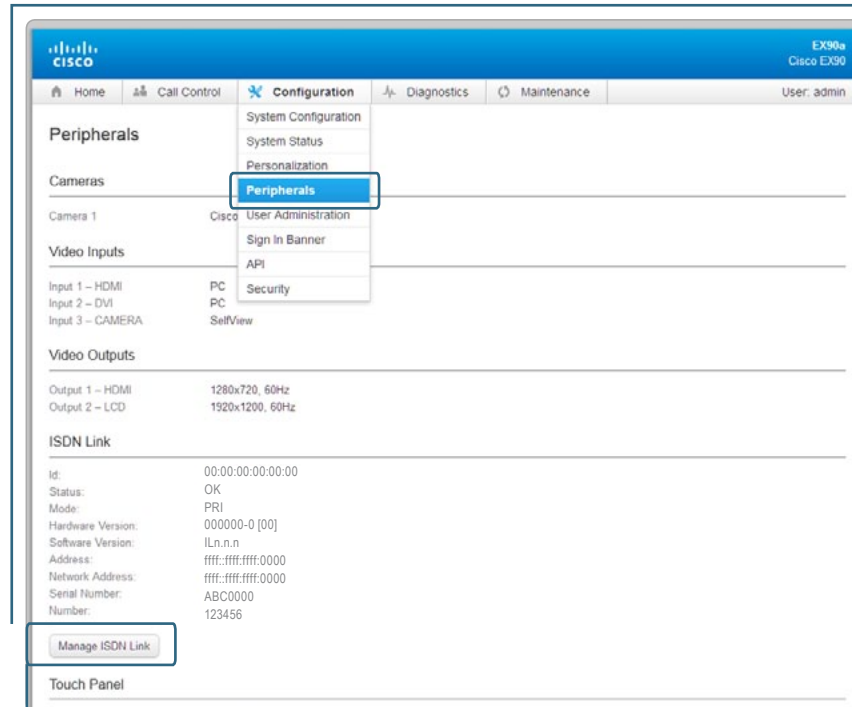 CISCO
EX90a
Cisco EX90
Home Call Control Configuration Diagnostics Maintenance User: admin
System Configuration
System Status
Personalization
Peripherals
User Administration
Sign In Banner
API
Security
Peripherals
Cameras
Camera 1 Cisco
Video Inputs
Input 1 – HDMI PC
Input 2 – DVI PC
Input 3 – CAMERA SelfView
Video Outputs
Output 1 – HDMI 1280x720, 60Hz
Output 2 – LCD 1920x1200, 60Hz
ISDN Link
Id: 00:00:00:00:00:00
Status: OK
Mode: PRI
Hardware Version: 000000-0 [00]
Software Version: ILn.n.n
Address: ffff::ffff:ffff:0000
Network Address: ffff::ffff:ffff:0000
Serial Number: ABC0000
Number: 123456
Manage ISDN Link
Touch Panel